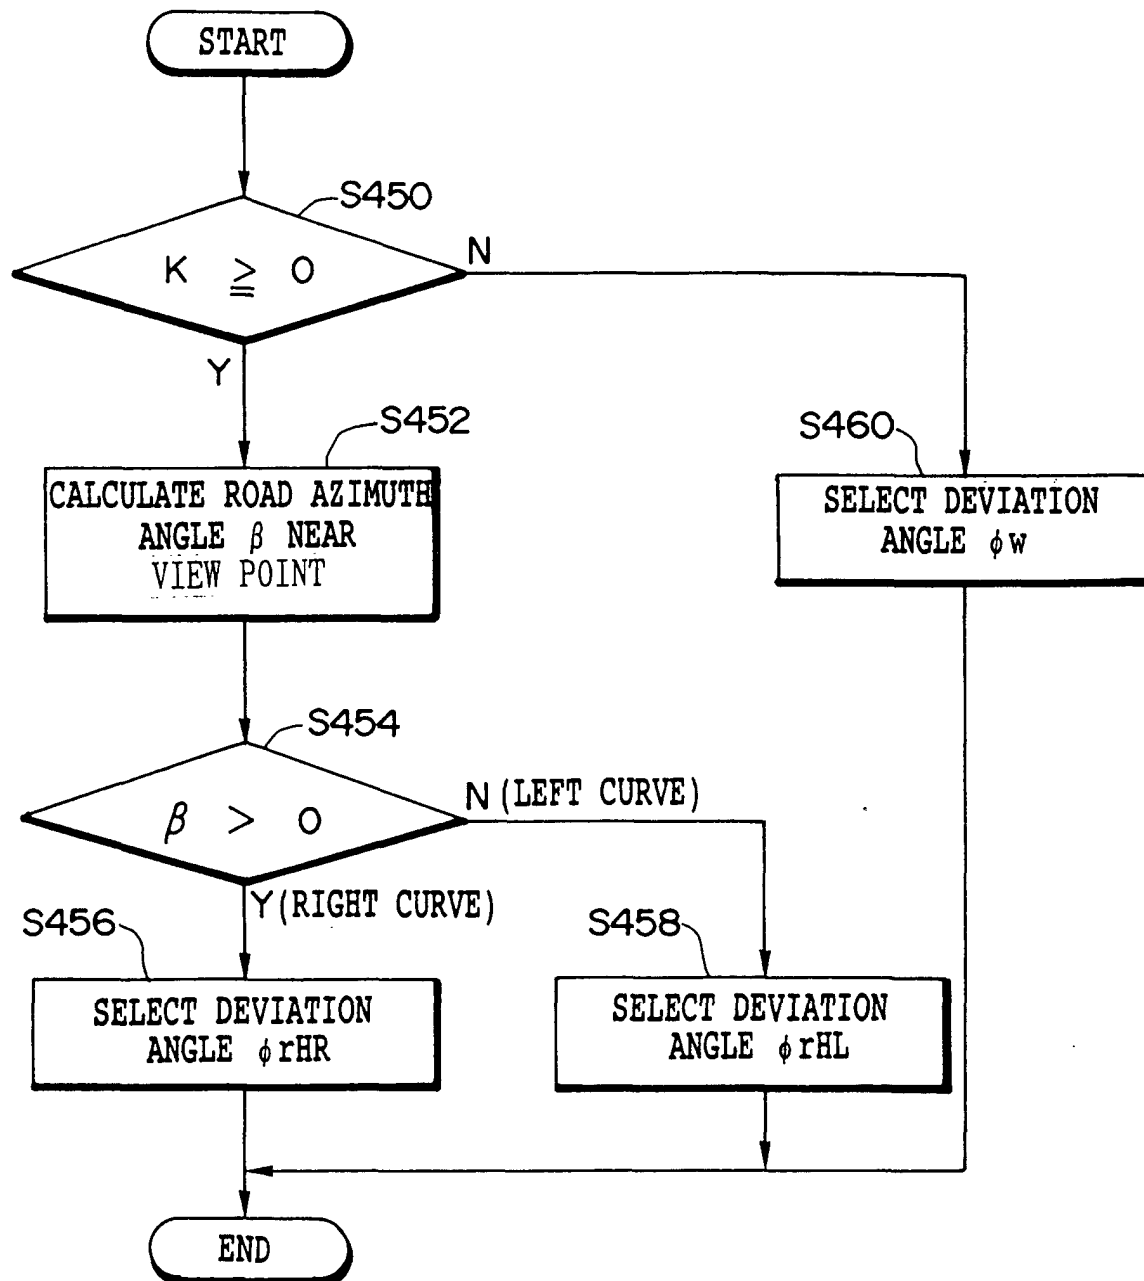 START
S450
K ≧ 0
N
Y
S452
CALCULATE ROAD AZIMUTH
ANGLE β NEAR
VIEW POINT
S460
SELECT DEVIATION
ANGLE φw
S454
β > 0
N (LEFT CURVE)
Y (RIGHT CURVE)
S456
SELECT DEVIATION
ANGLE φrHR
S458
SELECT DEVIATION
ANGLE φrHL
END